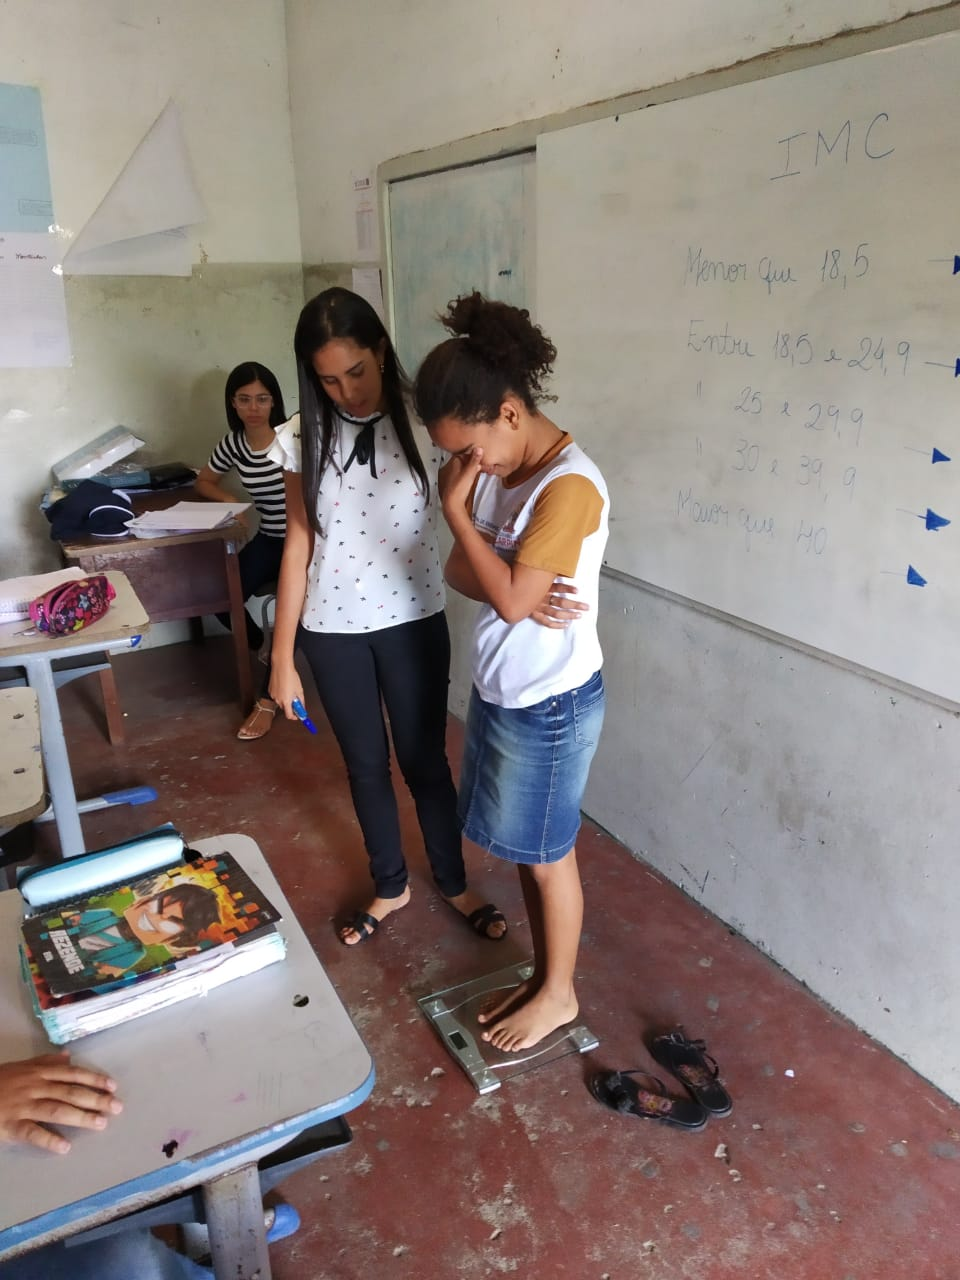 IMC
Menor que 18,5
Entre 18,5 e 24,9
" 25 e 29,9
" 30 e 39,9
Maior que 40
REZENDE